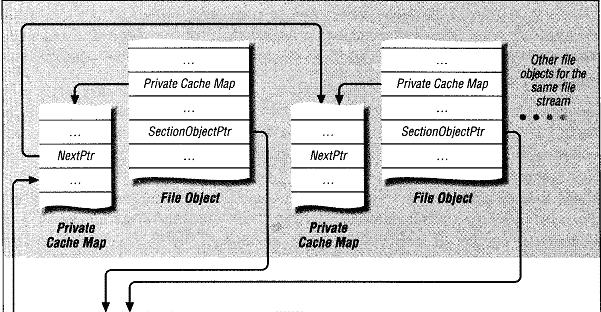 ...
Private Cache Map
...
SectionObjectPtr
...
File Object
...
NextPtr
...
Private
Cache Map
...
Private Cache Map
...
SectionObjectPtr
...
File Object
...
NextPtr
...
Private
Cache Map
Other file
objects for the
same file
stream